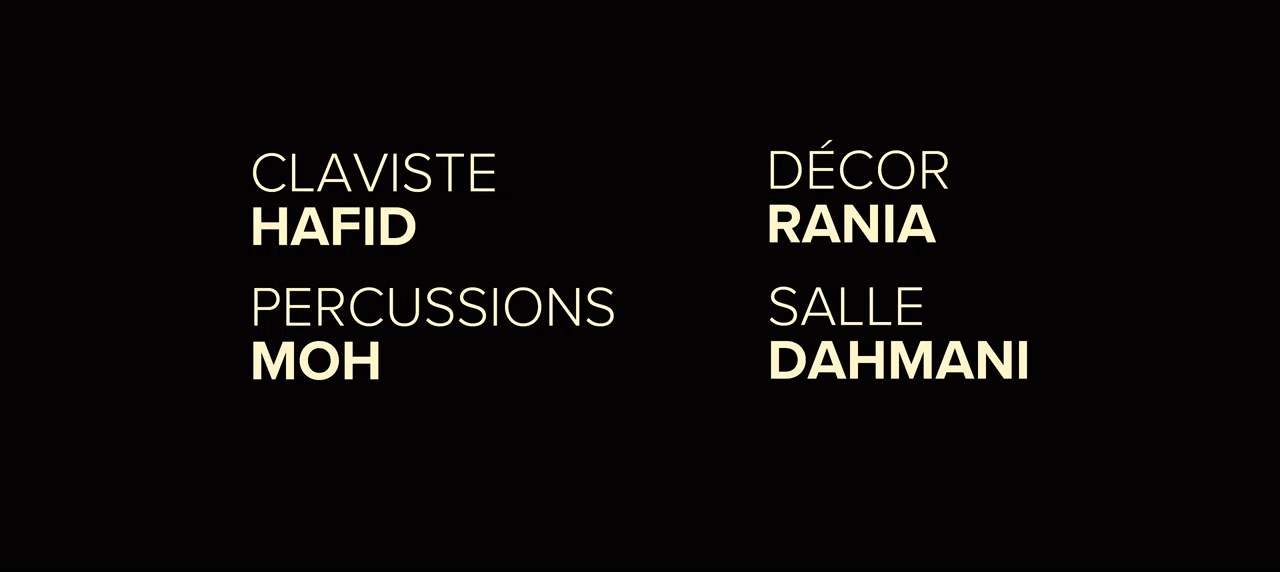 CLAVISTE
HAFID
PERCUSSIONS
MOH
DÉCOR
RANIA
SALLE
DAHMANI